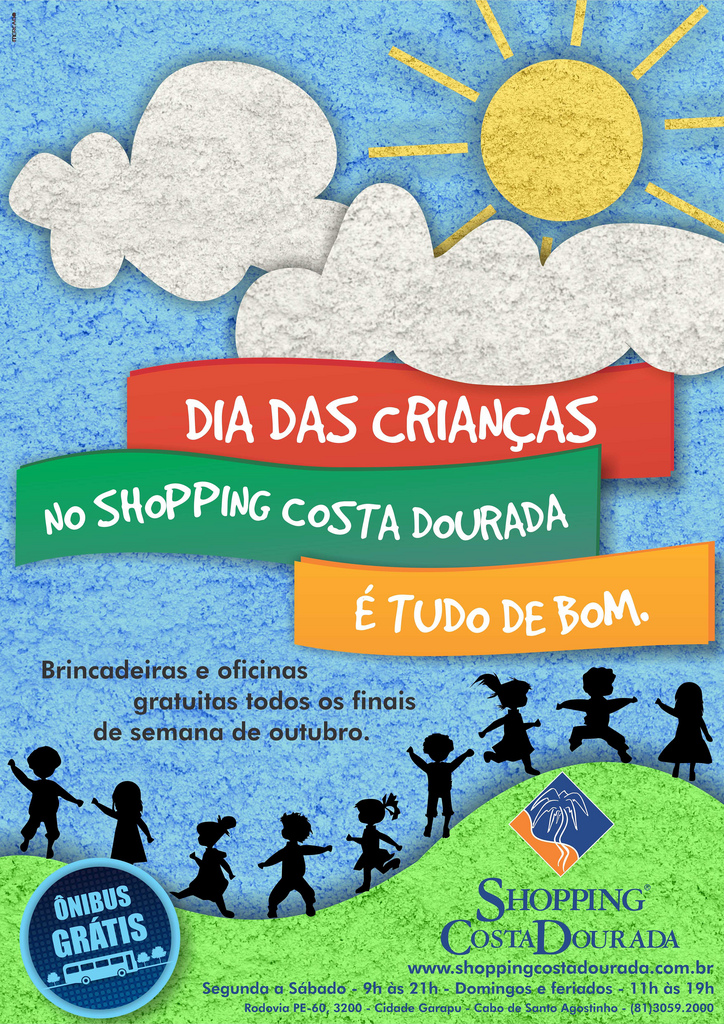 DIA DAS CRIANÇAS
NO SHOPPING COSTA DOURADA
É TUDO DE BOM.
Brincadeiras e oficinas
gratuitas todos os finais
de semana de outubro.
ÔNIBUS
GRÁTIS
SHOPPING®
COSTADOURADA
www.shoppingcostadourada.com.br
Segunda a Sábado - 9h às 21h - Domingos e feriados - 11h às 19h
Rodovia PE-60, 3200 - Cidade Garapu - Cabo de Santo Agostinho - (81)3059.2000